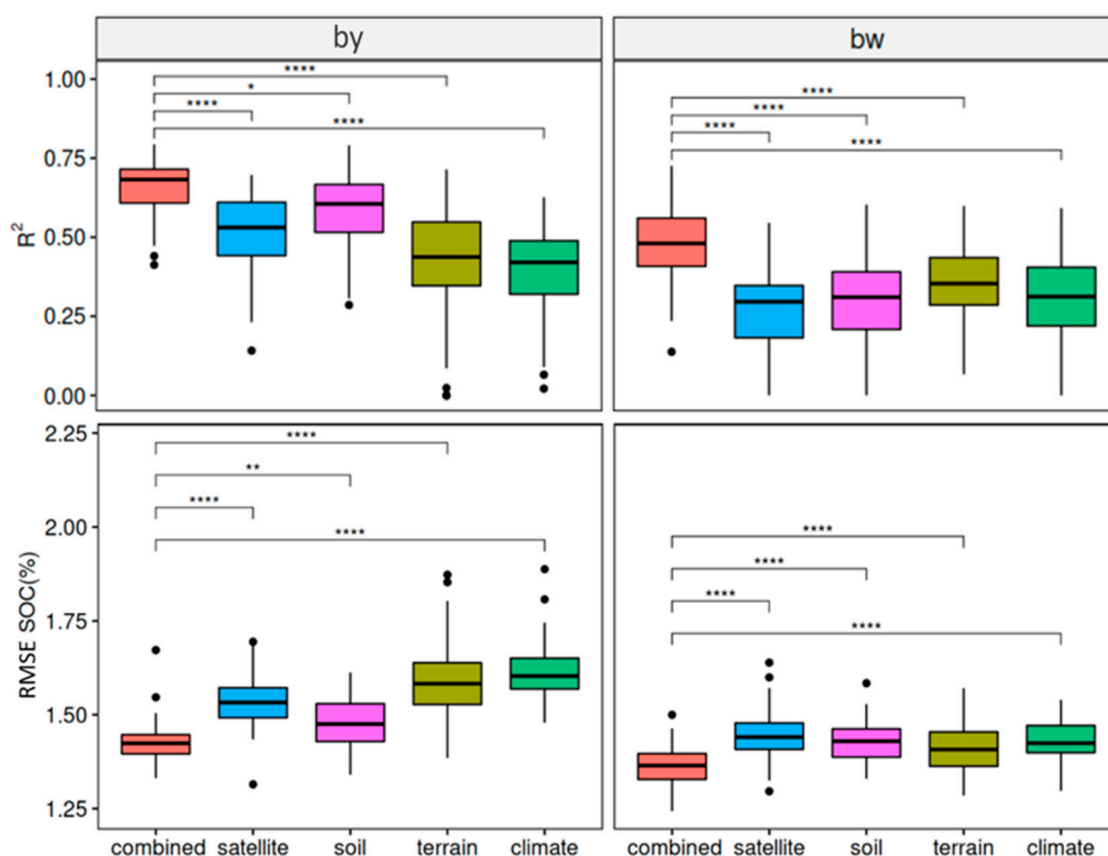 by bw
1.00
0.75
0.50
0.25
0.00
R²
**** * **** ****
**** **** **** ****
2.25
2.00
1.75
1.50
1.25
RMSE SOC(%)
**** ** **** ****
**** **** **** ****
combined satellite soil terrain climate combined satellite soil terrain climate